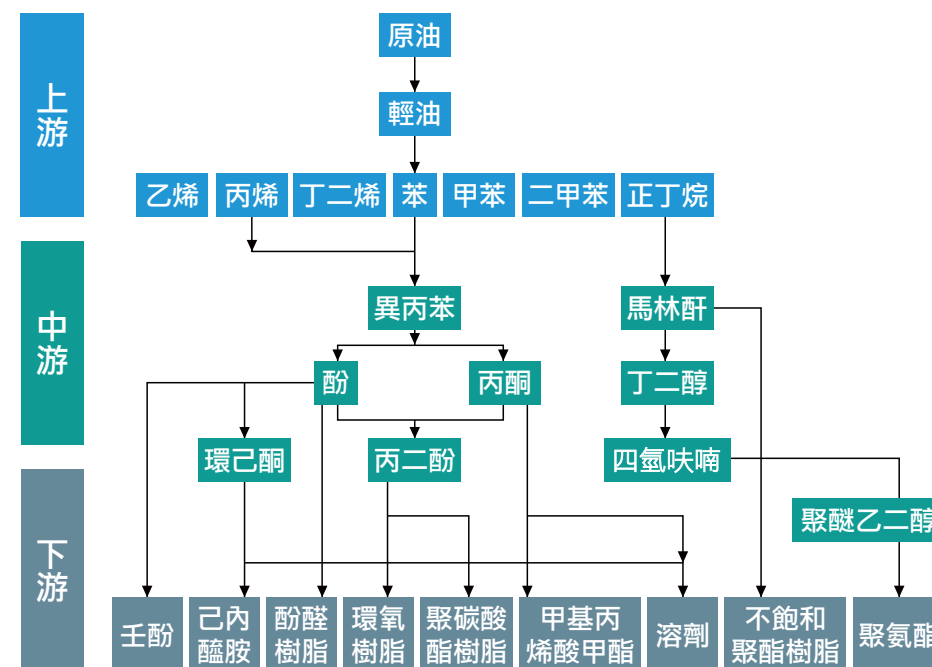 上游
原油
輕油
乙烯
丙烯
丁二烯
苯
甲苯
二甲苯
正丁烷
中游
異丙苯
馬林酐
酚
丙酮
丁二醇
環己酮
丙二酚
四氫呋喃
聚醚乙二醇
下游
壬酚
己內
醯胺
酚醛
樹脂
環氧
樹脂
聚碳酸
酯樹脂
甲基丙
烯酸甲酯
溶劑
不飽和
聚酯樹脂
聚氨酯